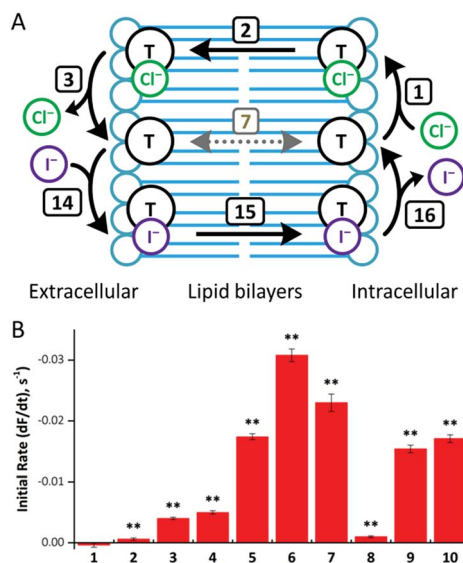 A
T
2
T
Cl⁻
Cl⁻
3
1
Cl⁻
T
7
T
Cl⁻
I⁻
I⁻
14
T
15
T
16
I⁻
I⁻
Extracellular Lipid bilayers Intracellular
B
Initial Rate (dF/dt), s⁻¹
-0.03
-0.02
-0.01
0.00
** ** ** ** ** ** ** ** **
1 2 3 4 5 6 7 8 9 10